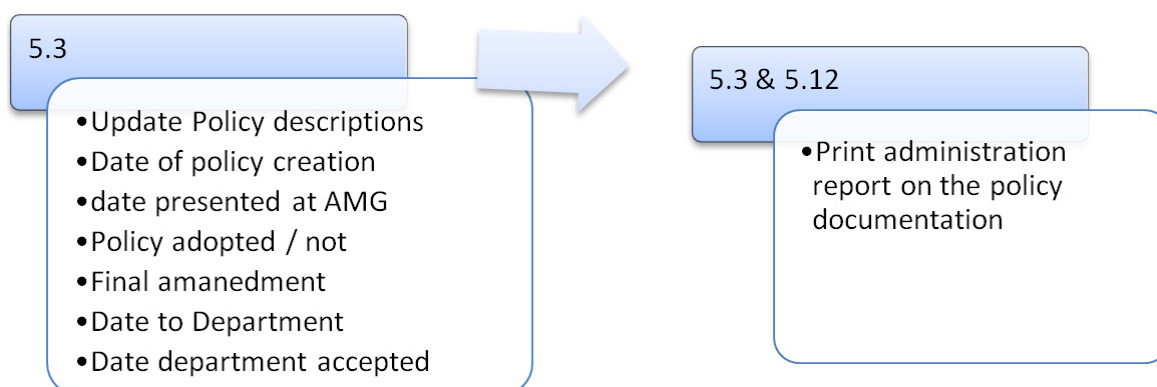 5.3
•Update Policy descriptions
•Date of policy creation
•date presented at AMG
•Policy adopted / not
•Final amanedment
•Date to Department
•Date department accepted
5.3 & 5.12
•Print administration
report on the policy
documentation